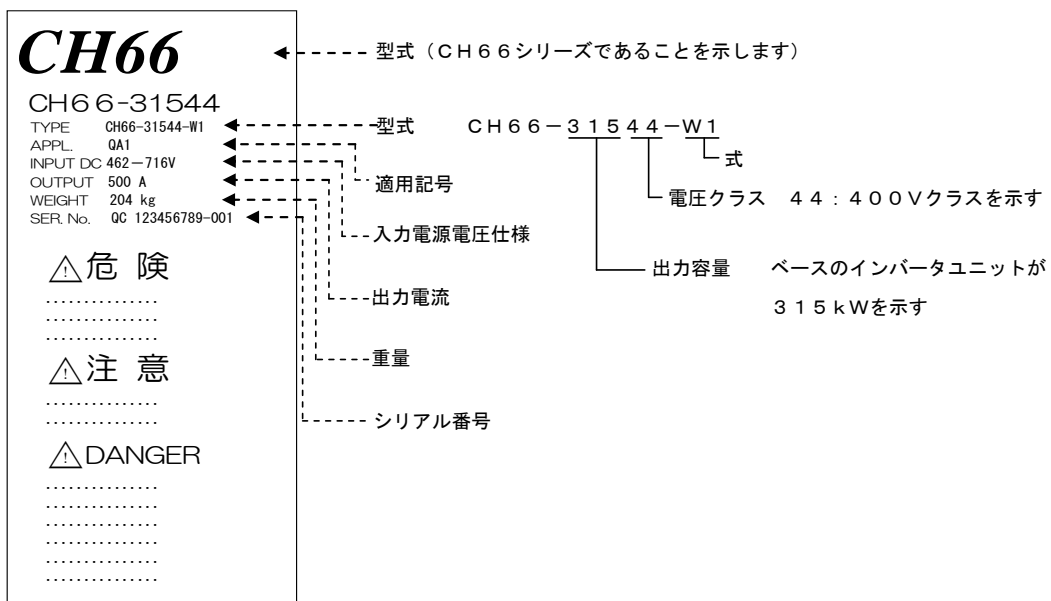 CH66
CH66-31544
TYPE CH66-31544-W1
APPL. QA1
INPUT DC 462－716V
OUTPUT 500 A
WEIGHT 204 kg
SER. No. QC 123456789-001
危 険
...............
...............
...............
注 意
...............
...............
DANGER
...............
...............
...............
...............
...............
...............
型式（ＣＨ６６シリーズであることを示します）
型式 ＣＨ６６－３１５４４－Ｗ１
式
適用記号
電圧クラス ４４：４００Ｖクラスを示す
入力電源電圧仕様
出力容量 ベースのインバータユニットが
３１５ｋＷを示す
出力電流
重量
シリアル番号